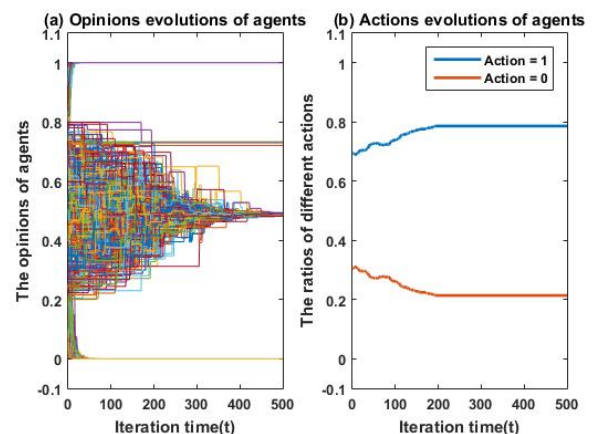 (a) Opinions evolutions of agents
1.1
1
0.8
0.6
0.4
0.2
0
-0.1
0 100 200 300 400 500
The opinions of agents
Iteration time(t)
(b) Actions evolutions of agents
1.1
1
0.8
0.6
0.4
0.2
0
-0.1
0 100 200 300 400 500
The ratios of different actions
Iteration time(t)
Action = 1
Action = 0